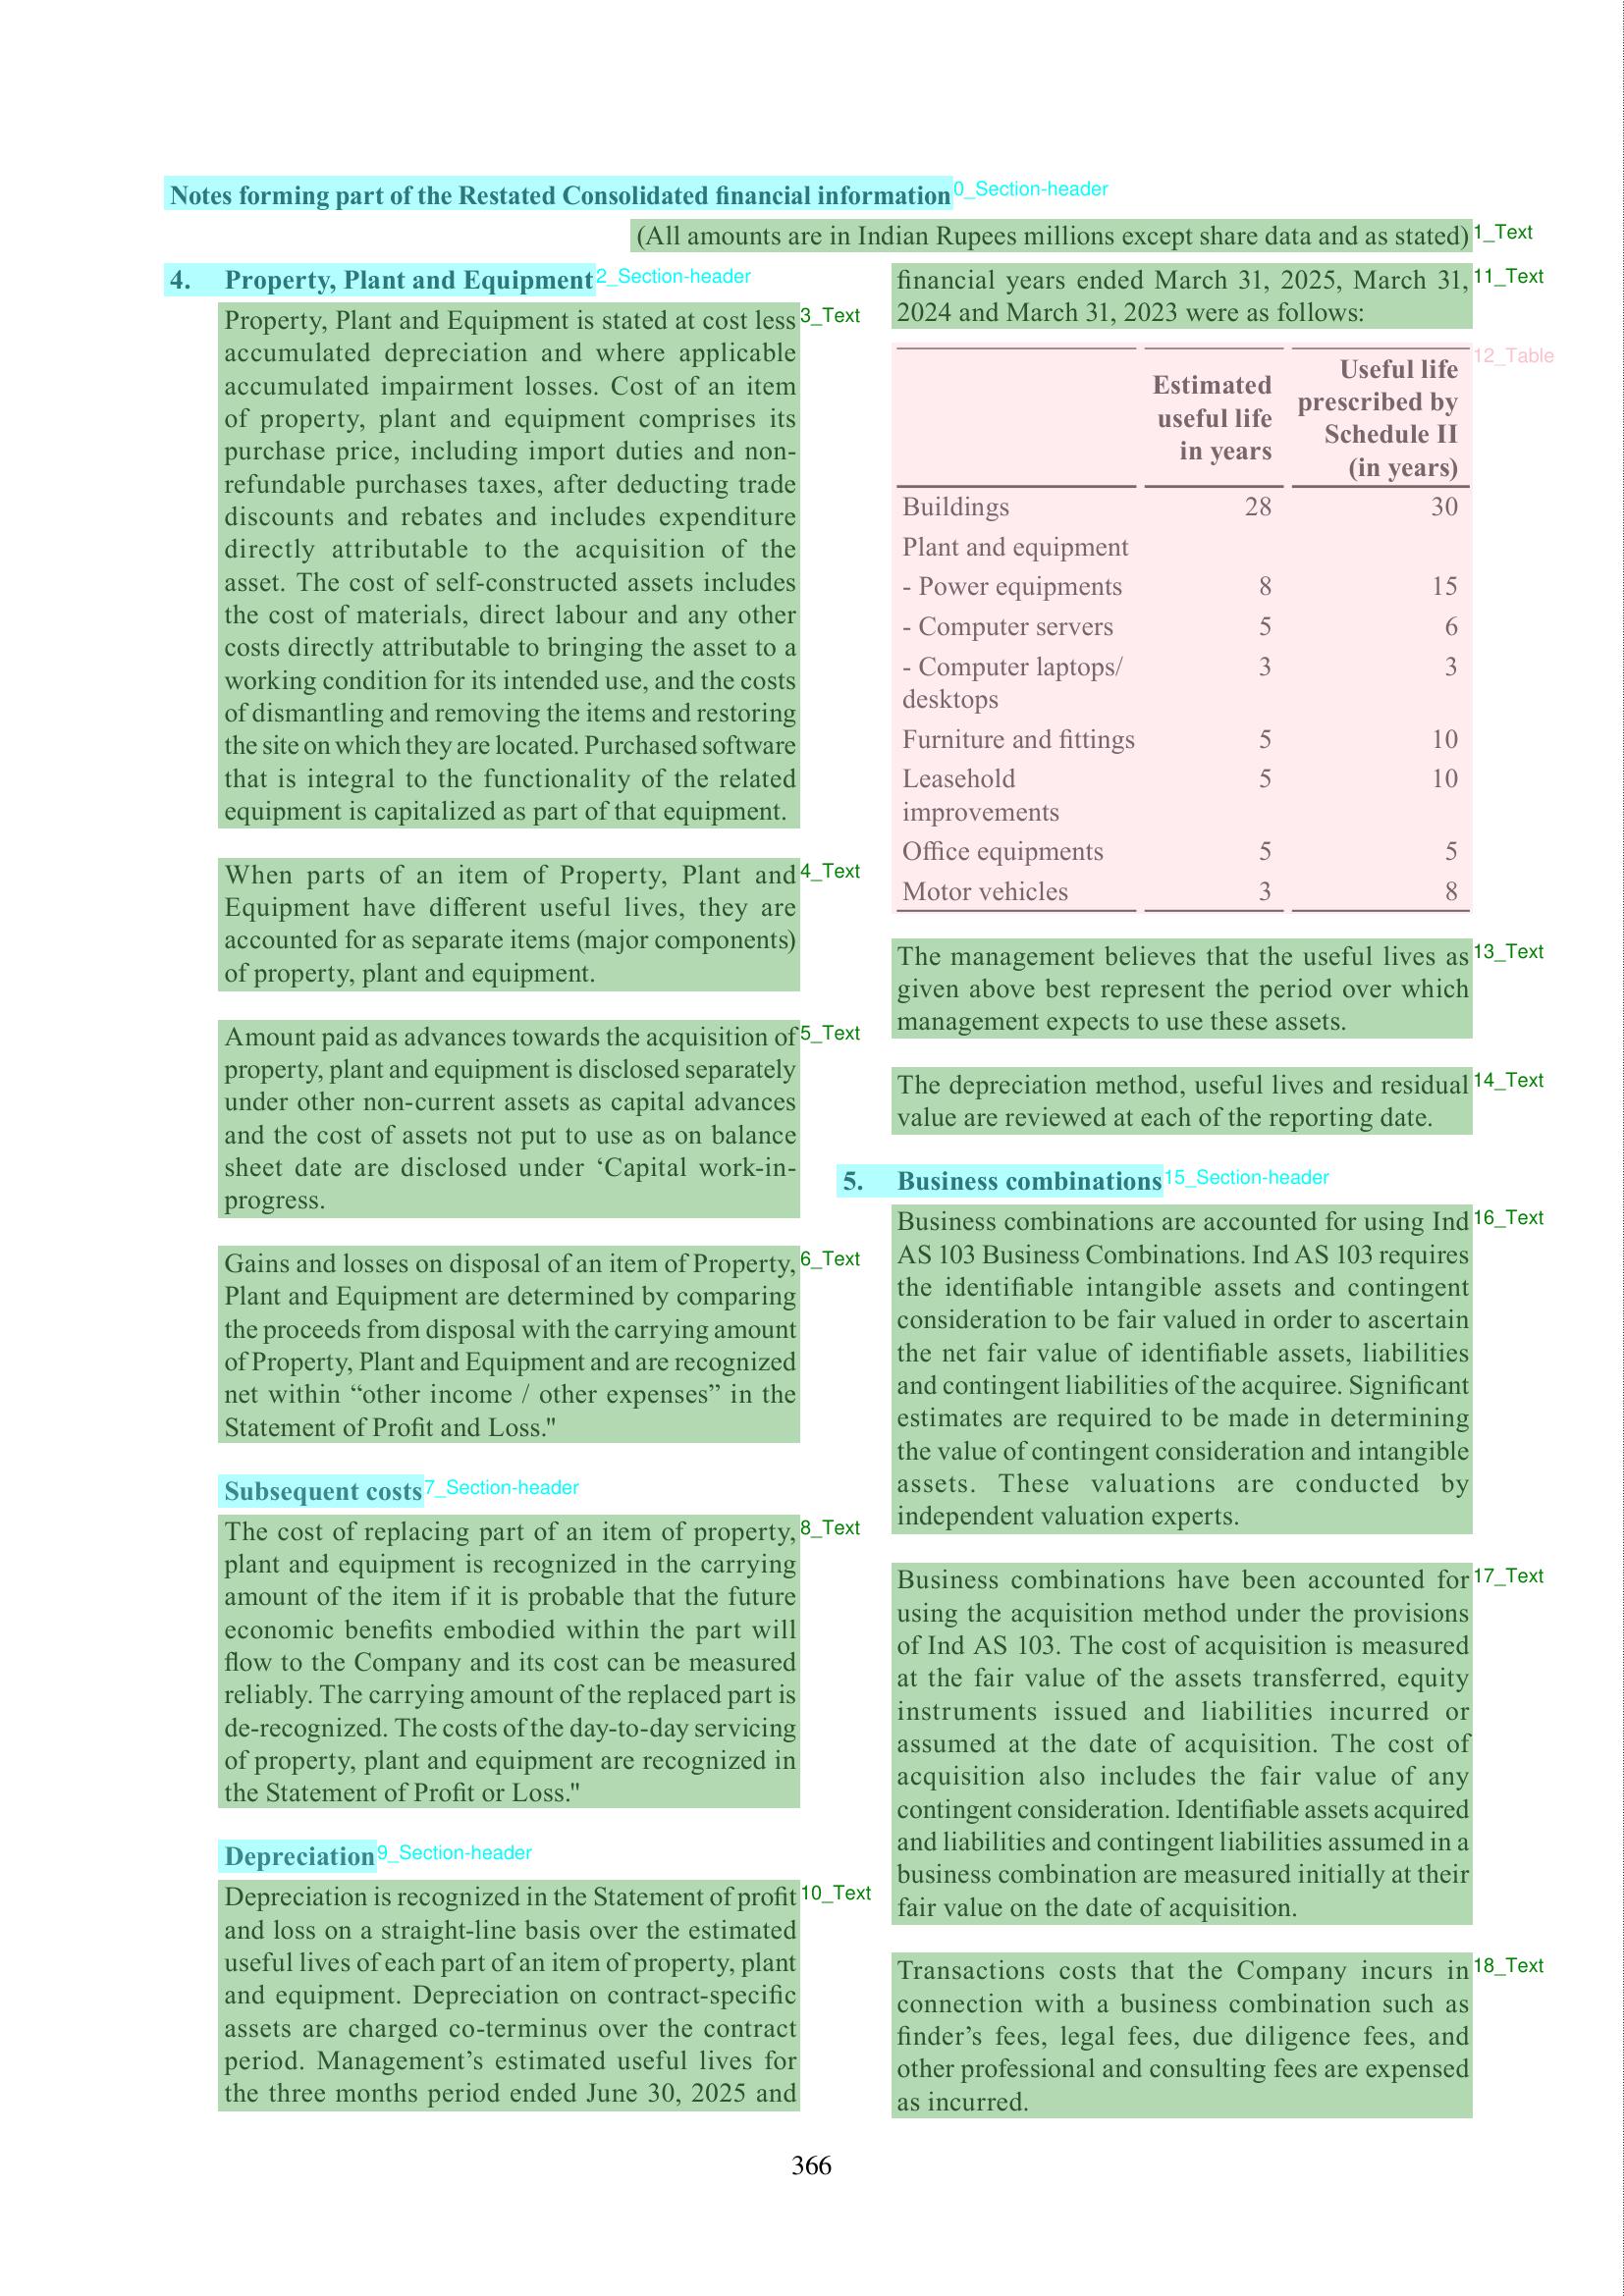 Notes forming part of the Restated Consolidated financial information
0_Section-header
(All amounts are in Indian Rupees millions except share data and as stated)
1_Text
4. Property, Plant and Equipment
2_Section-header
Property, Plant and Equipment is stated at cost less
3_Text
accumulated depreciation and where applicable
accumulated impairment losses. Cost of an item
of property, plant and equipment comprises its
purchase price, including import duties and non-
refundable purchases taxes, after deducting trade
discounts and rebates and includes expenditure
directly attributable to the acquisition of the
asset. The cost of self-constructed assets includes
the cost of materials, direct labour and any other
costs directly attributable to bringing the asset to a
working condition for its intended use, and the costs
of dismantling and removing the items and restoring
the site on which they are located. Purchased software
that is integral to the functionality of the related
equipment is capitalized as part of that equipment.
When parts of an item of Property, Plant and
4_Text
Equipment have different useful lives, they are
accounted for as separate items (major components)
of property, plant and equipment.
Amount paid as advances towards the acquisition of
5_Text
property, plant and equipment is disclosed separately
under other non-current assets as capital advances
and the cost of assets not put to use as on balance
sheet date are disclosed under ‘Capital work-in-
progress.
Gains and losses on disposal of an item of Property,
6_Text
Plant and Equipment are determined by comparing
the proceeds from disposal with the carrying amount
of Property, Plant and Equipment and are recognized
net within “other income / other expenses” in the
Statement of Profit and Loss."
Subsequent costs
7_Section-header
The cost of replacing part of an item of property,
8_Text
plant and equipment is recognized in the carrying
amount of the item if it is probable that the future
economic benefits embodied within the part will
flow to the Company and its cost can be measured
reliably. The carrying amount of the replaced part is
de-recognized. The costs of the day-to-day servicing
of property, plant and equipment are recognized in
the Statement of Profit or Loss."
Depreciation
9_Section-header
Depreciation is recognized in the Statement of profit
10_Text
and loss on a straight-line basis over the estimated
useful lives of each part of an item of property, plant
and equipment. Depreciation on contract-specific
assets are charged co-terminus over the contract
period. Management’s estimated useful lives for
the three months period ended June 30, 2025 and
financial years ended March 31, 2025, March 31,
11_Text
2024 and March 31, 2023 were as follows:
12_Table
Estimated useful life in years
Useful life prescribed by Schedule II (in years)
Buildings 28 30
Plant and equipment
- Power equipments 8 15
- Computer servers 5 6
- Computer laptops/ 3 3
desktops
Furniture and fittings 5 10
Leasehold 5 10
improvements
Office equipments 5 5
Motor vehicles 3 8
The management believes that the useful lives as
13_Text
given above best represent the period over which
management expects to use these assets.
The depreciation method, useful lives and residual
14_Text
value are reviewed at each of the reporting date.
5. Business combinations
15_Section-header
Business combinations are accounted for using Ind
16_Text
AS 103 Business Combinations. Ind AS 103 requires
the identifiable intangible assets and contingent
consideration to be fair valued in order to ascertain
the net fair value of identifiable assets, liabilities
and contingent liabilities of the acquiree. Significant
estimates are required to be made in determining
the value of contingent consideration and intangible
assets. These valuations are conducted by
independent valuation experts.
Business combinations have been accounted for
17_Text
using the acquisition method under the provisions
of Ind AS 103. The cost of acquisition is measured
at the fair value of the assets transferred, equity
instruments issued and liabilities incurred or
assumed at the date of acquisition. The cost of
acquisition also includes the fair value of any
contingent consideration. Identifiable assets acquired
and liabilities and contingent liabilities assumed in a
business combination are measured initially at their
fair value on the date of acquisition.
Transactions costs that the Company incurs in
18_Text
connection with a business combination such as
finder’s fees, legal fees, due diligence fees, and
other professional and consulting fees are expensed
as incurred.
366